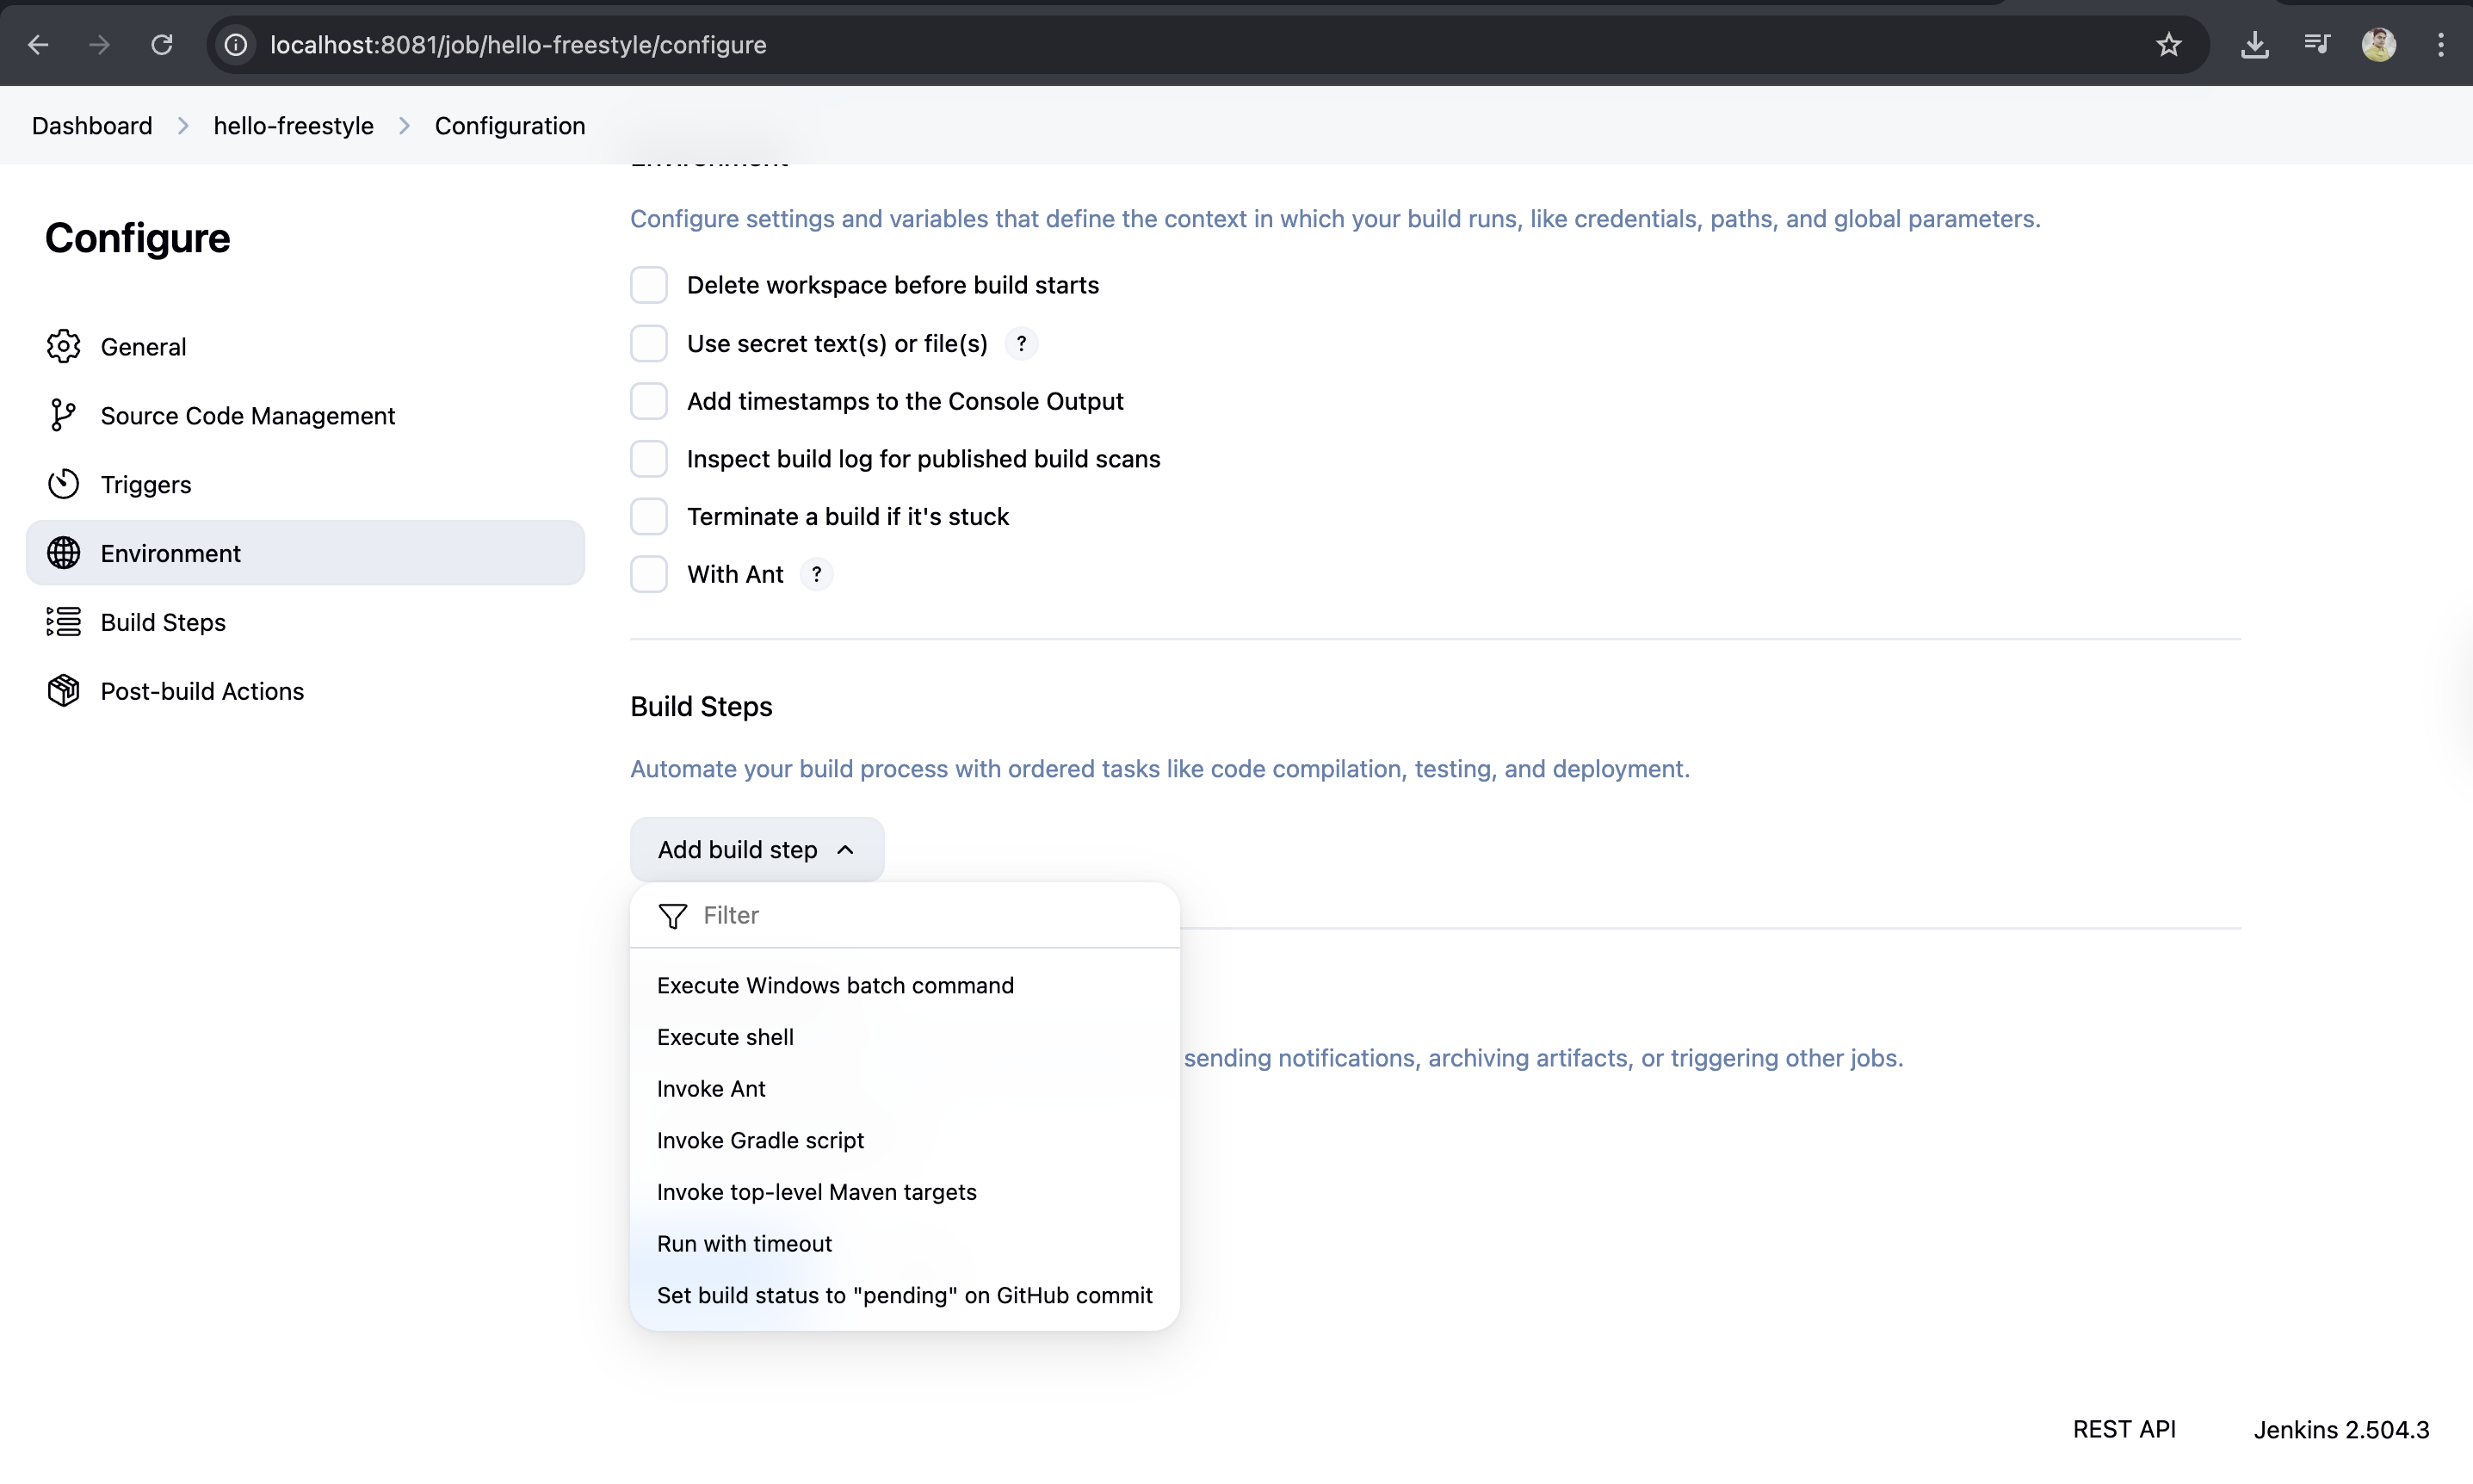 localhost:8081/job/hello-freestyle/configure
Dashboard > hello-freestyle > Configuration
Configure
General
Source Code Management
Triggers
Environment
Build Steps
Post-build Actions
Environment
Configure settings and variables that define the context in which your build runs, like credentials, paths, and global parameters.
Delete workspace before build starts
Use secret text(s) or file(s) ?
Add timestamps to the Console Output
Inspect build log for published build scans
Terminate a build if it's stuck
With Ant ?
Build Steps
Automate your build process with ordered tasks like code compilation, testing, and deployment.
Add build step
Filter
Execute Windows batch command
Execute shell
Invoke Ant
Invoke Gradle script
Invoke top-level Maven targets
Run with timeout
Set build status to "pending" on GitHub commit
sending notifications, archiving artifacts, or triggering other jobs.
REST API
Jenkins 2.504.3